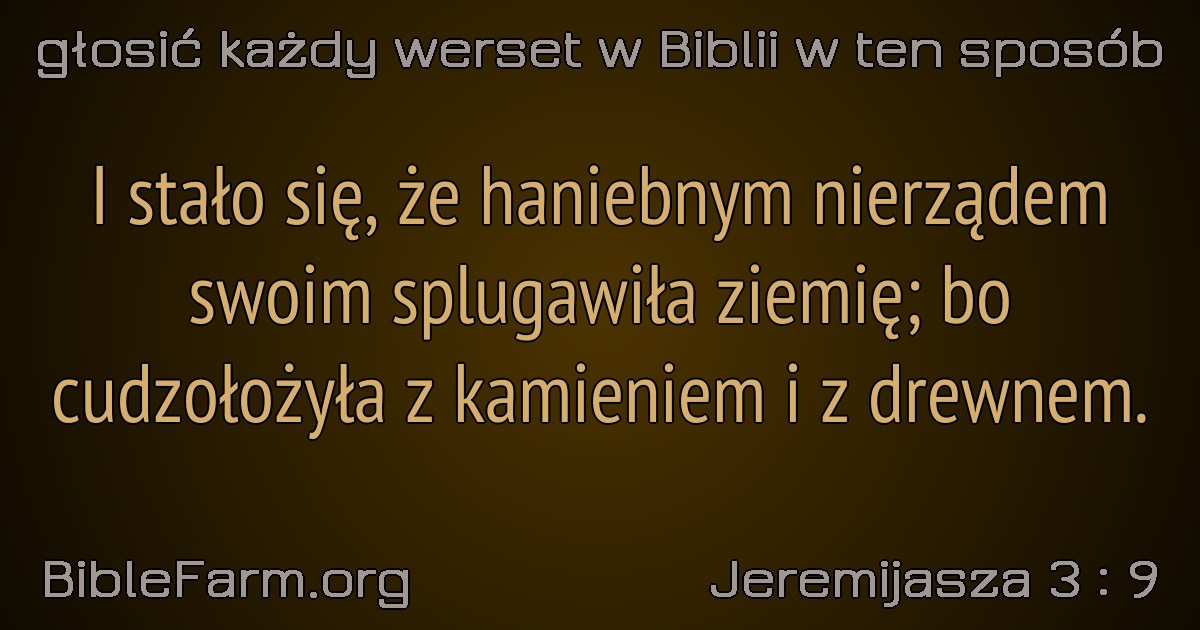 głosić każdy werset w Biblii w ten sposób
I stało się, że haniebnym nierządem
swoim splugawiła ziemię; bo
cudzołożyła z kamieniem i z drewnem.
BibleFarm.org
Jeremijasza 3 : 9